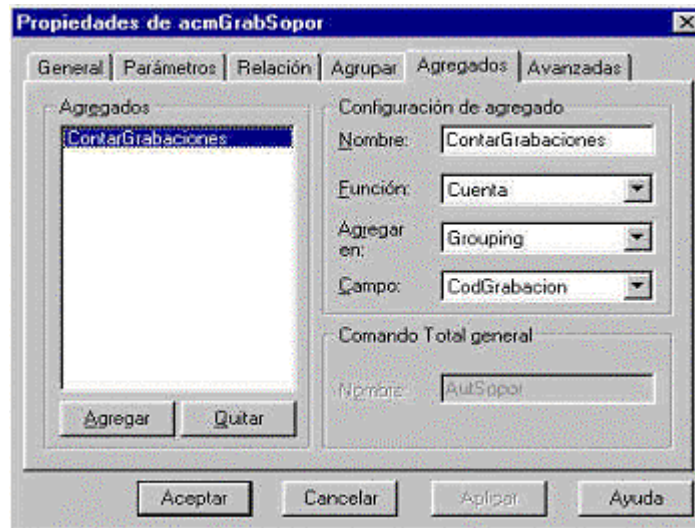 Propiedades de acmGrabSopor
General Parámetros Relación Agrupar Agregados Avanzadas
Agregados
ContarGrabaciones
Agregar Quitar
Configuración de agregado
Nombre: ContarGrabaciones
Función: Cuenta
Agregar en: Grouping
Campo: CodGrabacion
Comando Total general
Nombre: AutSopor
Aceptar Cancelar Aplicar Ayuda